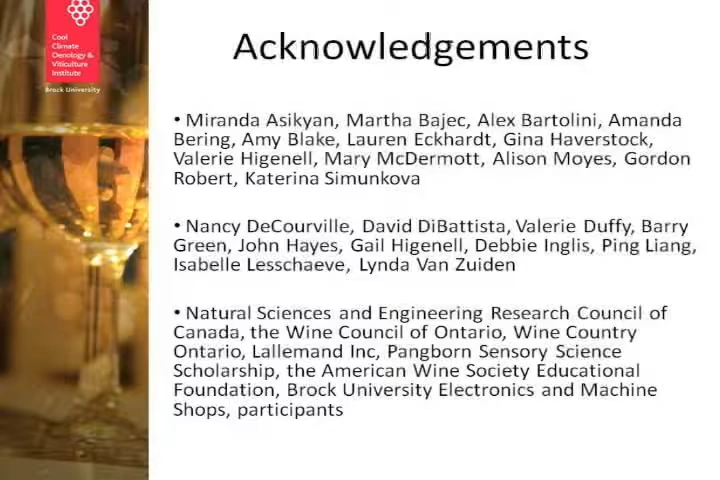 Cool
Climate
Oenology &
Viticulture
Institute
Brock University
Acknowledgements
• Miranda Asikyan, Martha Bajec, Alex Bartolini, Amanda
Bering, Amy Blake, Lauren Eckhardt, Gina Haverstock,
Valerie Higenell, Mary McDermott, Alison Moyes, Gordon
Robert, Katerina Simunkova
• Nancy DeCourville, David DiBattista, Valerie Duffy, Barry
Green, John Hayes, Gail Higenell, Debbie Inglis, Ping Liang,
Isabelle Lesschaeve, Lynda Van Zuiden
• Natural Sciences and Engineering Research Council of
Canada, the Wine Council of Ontario, Wine Country
Ontario, Lallemand Inc, Pangborn Sensory Science
Scholarship, the American Wine Society Educational
Foundation, Brock University Electronics and Machine
Shops, participants